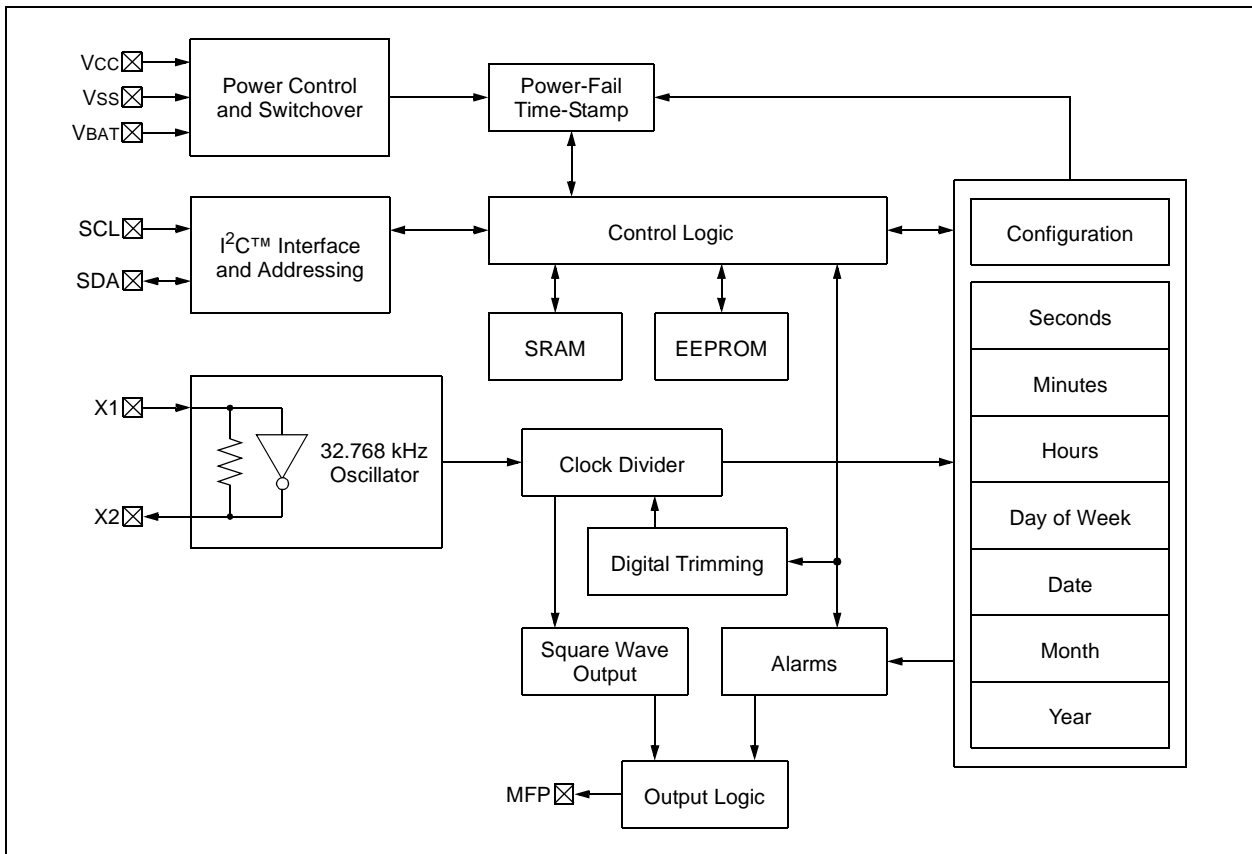 VCC
VSS
VBAT
Power Control
and Switchover
Power-Fail
Time-Stamp
SCL
SDA
I2C™ Interface
and Addressing
Control Logic
Configuration
SRAM
EEPROM
Seconds
Minutes
Hours
Day of Week
Date
Month
Year
X1
X2
32.768 kHz
Oscillator
Clock Divider
Digital Trimming
Square Wave
Output
Alarms
MFP
Output Logic